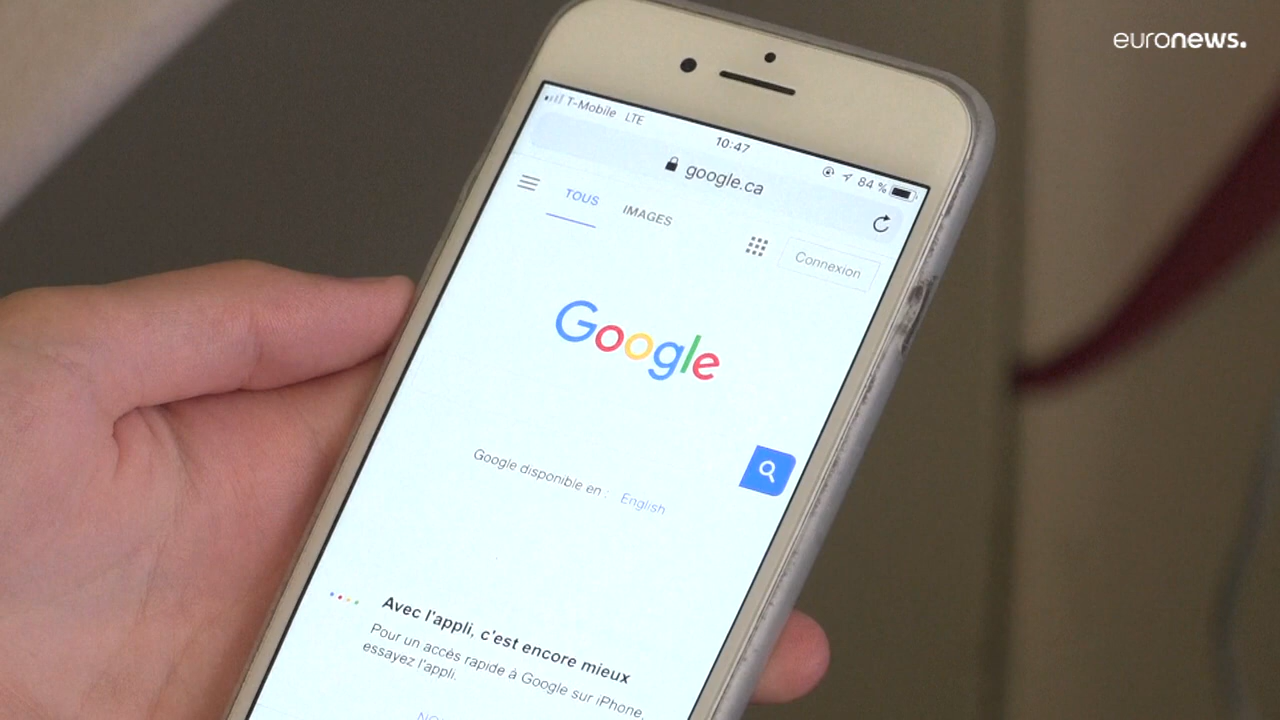 euronews.
T-Mobile LTE
10:47
84 %
google.ca
TOUS IMAGES
Connexion
Google
Google disponible en : English
Avec l'appli, c'est encore mieux
Pour un accès rapide à Google sur iPhone,
essayez l'appli.